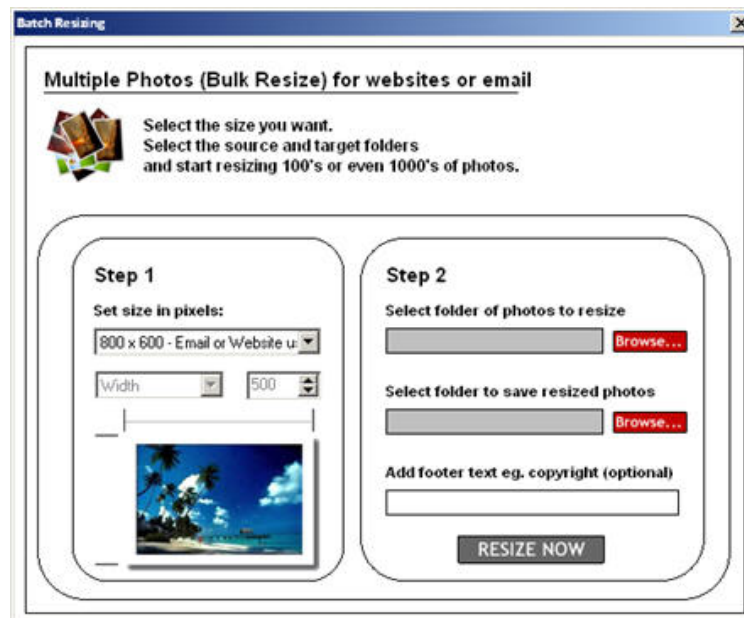 Batch Resizing
Multiple Photos (Bulk Resize) for websites or email
Select the size you want.
Select the source and target folders
and start resizing 100's or even 1000's of photos.
Step 1
Set size in pixels:
800 x 600 - Email or Website u
Width
500
Step 2
Select folder of photos to resize
Browse...
Select folder to save resized photos
Browse...
Add footer text eg. copyright (optional)
RESIZE NOW